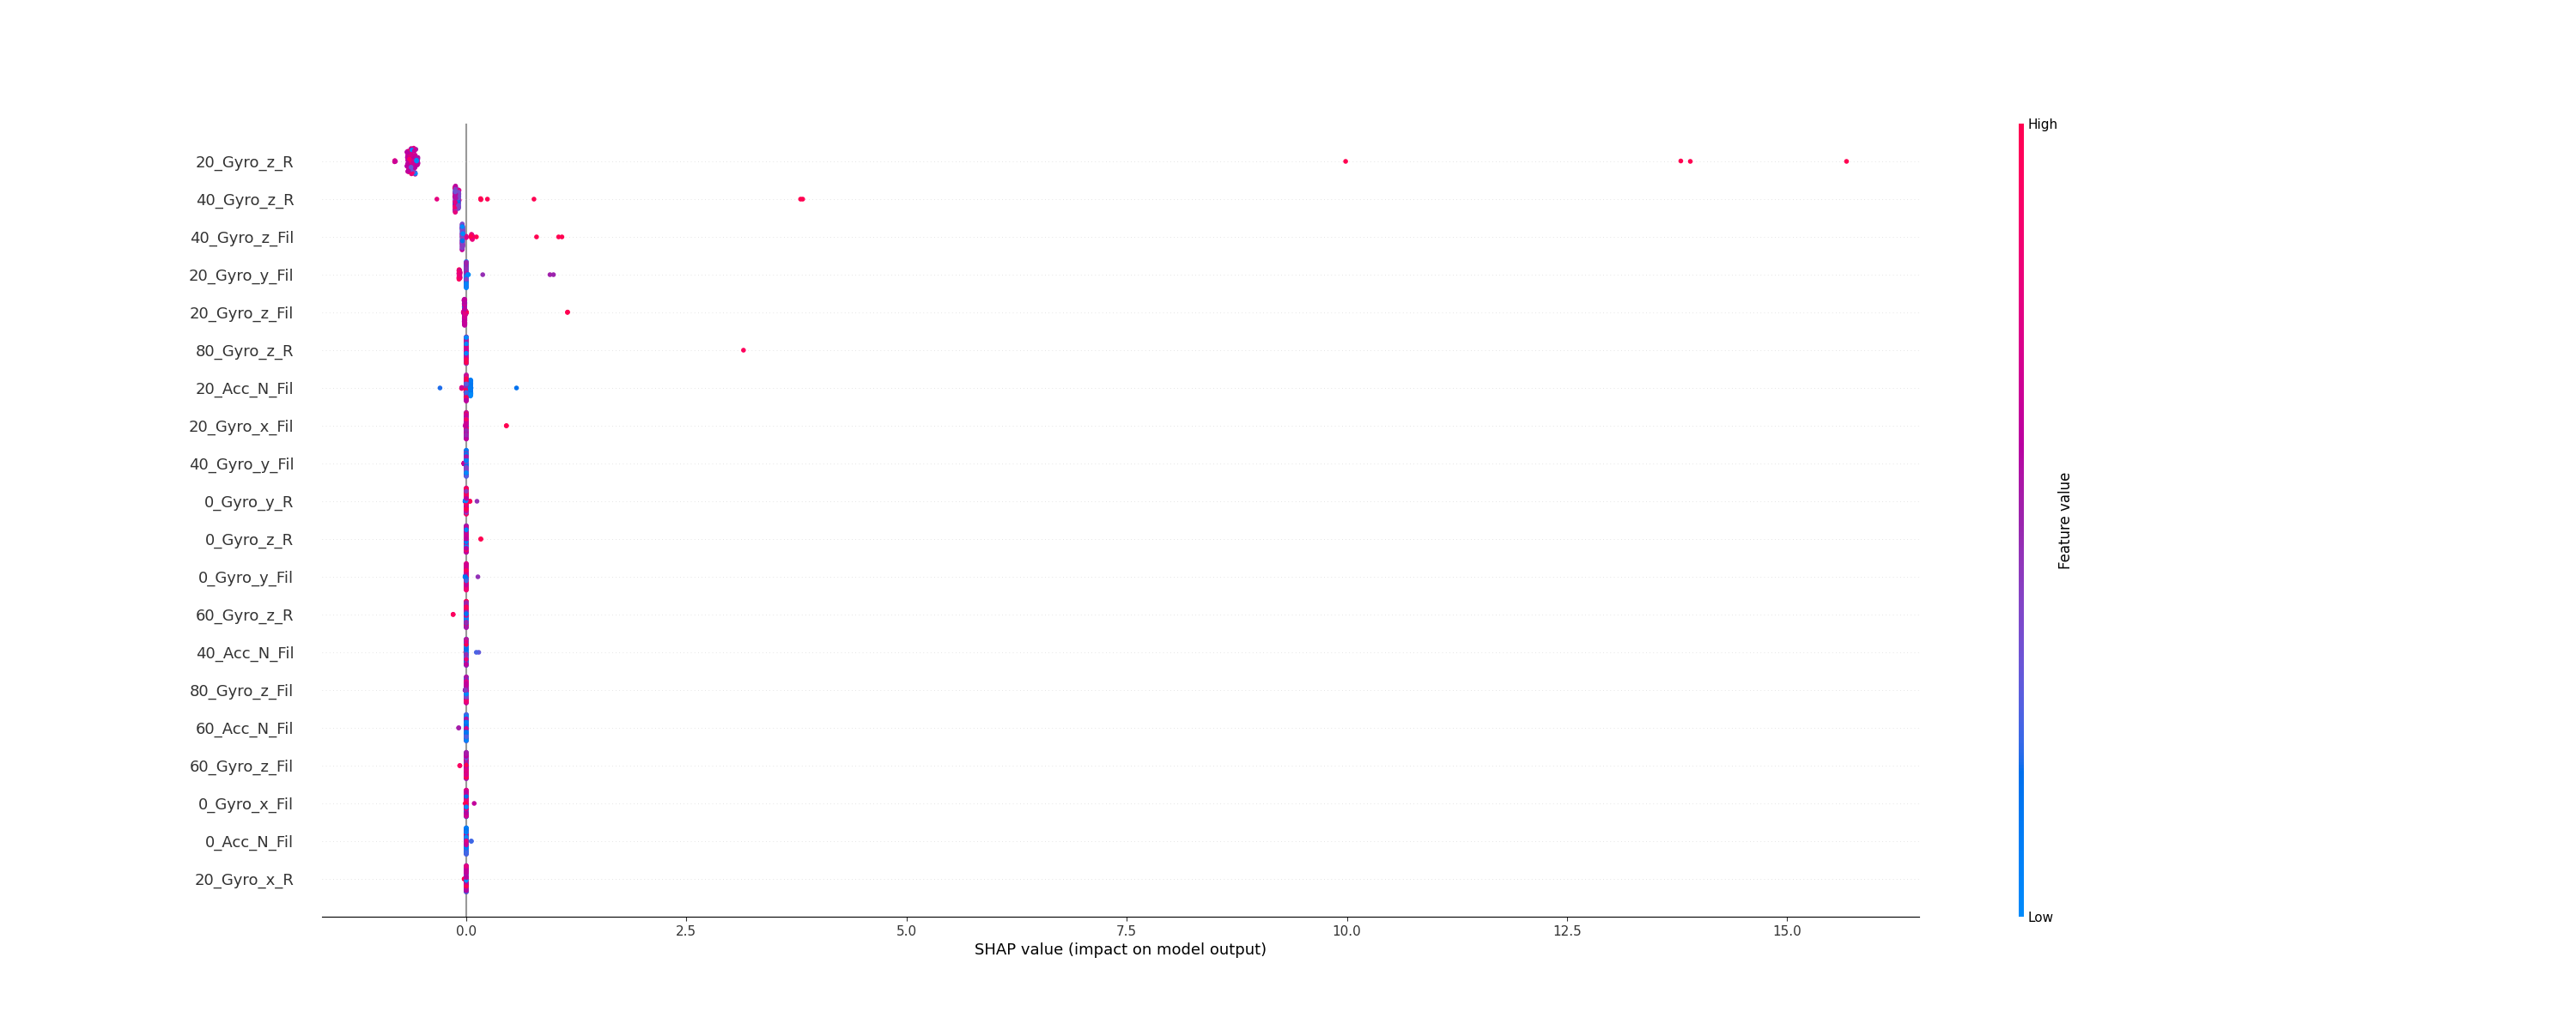 High
20_Gyro_z_R
40_Gyro_z_R
40_Gyro_z_Fil
20_Gyro_y_Fil
20_Gyro_z_Fil
80_Gyro_z_R
20_Acc_N_Fil
20_Gyro_x_Fil
40_Gyro_y_Fil
0_Gyro_y_R
0_Gyro_z_R
0_Gyro_y_Fil
60_Gyro_z_R
40_Acc_N_Fil
80_Gyro_z_Fil
60_Acc_N_Fil
60_Gyro_z_Fil
0_Gyro_x_Fil
0_Acc_N_Fil
20_Gyro_x_R
Feature value
Low
0.0 2.5 5.0 7.5 10.0 12.5 15.0
SHAP value (impact on model output)